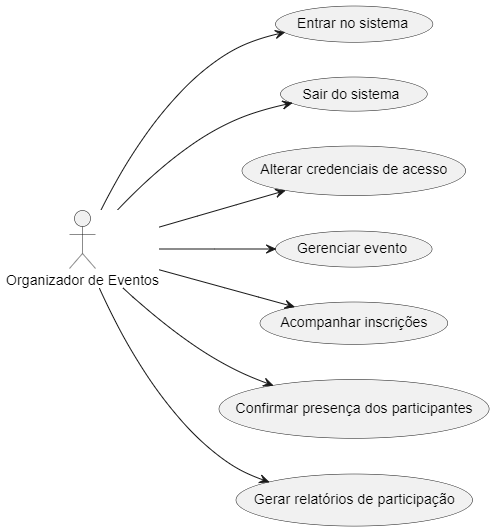 Entrar no sistema
Sair do sistema
Alterar credenciais de acesso
Gerenciar evento
Organizador de Eventos
Acompanhar inscrições
Confirmar presença dos participantes
Gerar relatórios de participação